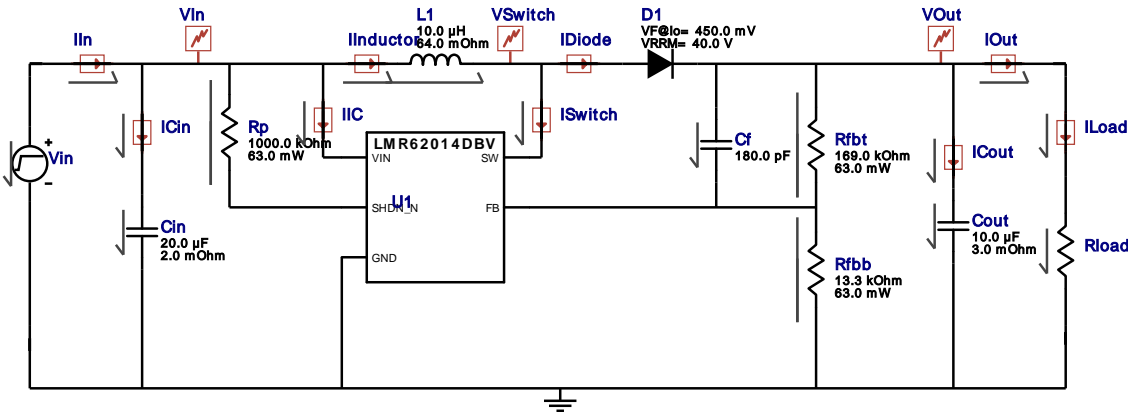 VIn
L1
10.0 µH
64.0 mOhm
VSwitch
D1
VF@Io= 450.0 mV
VRRM= 40.0 V
VOut
IIn
IInductor
IDiode
IOut
ICin
Rp
1000.0 kOhm
63.0 mW
IIC
ISwitch
LMR62014DBV
VIN
SW
U1
SHDN_N
FB
GND
Cf
180.0 pF
Rfbt
169.0 kOhm
63.0 mW
ILoad
ICout
+
Vin
−
Cin
20.0 µF
2.0 mOhm
Cout
10.0 µF
3.0 mOhm
Rload
Rfbb
13.3 kOhm
63.0 mW